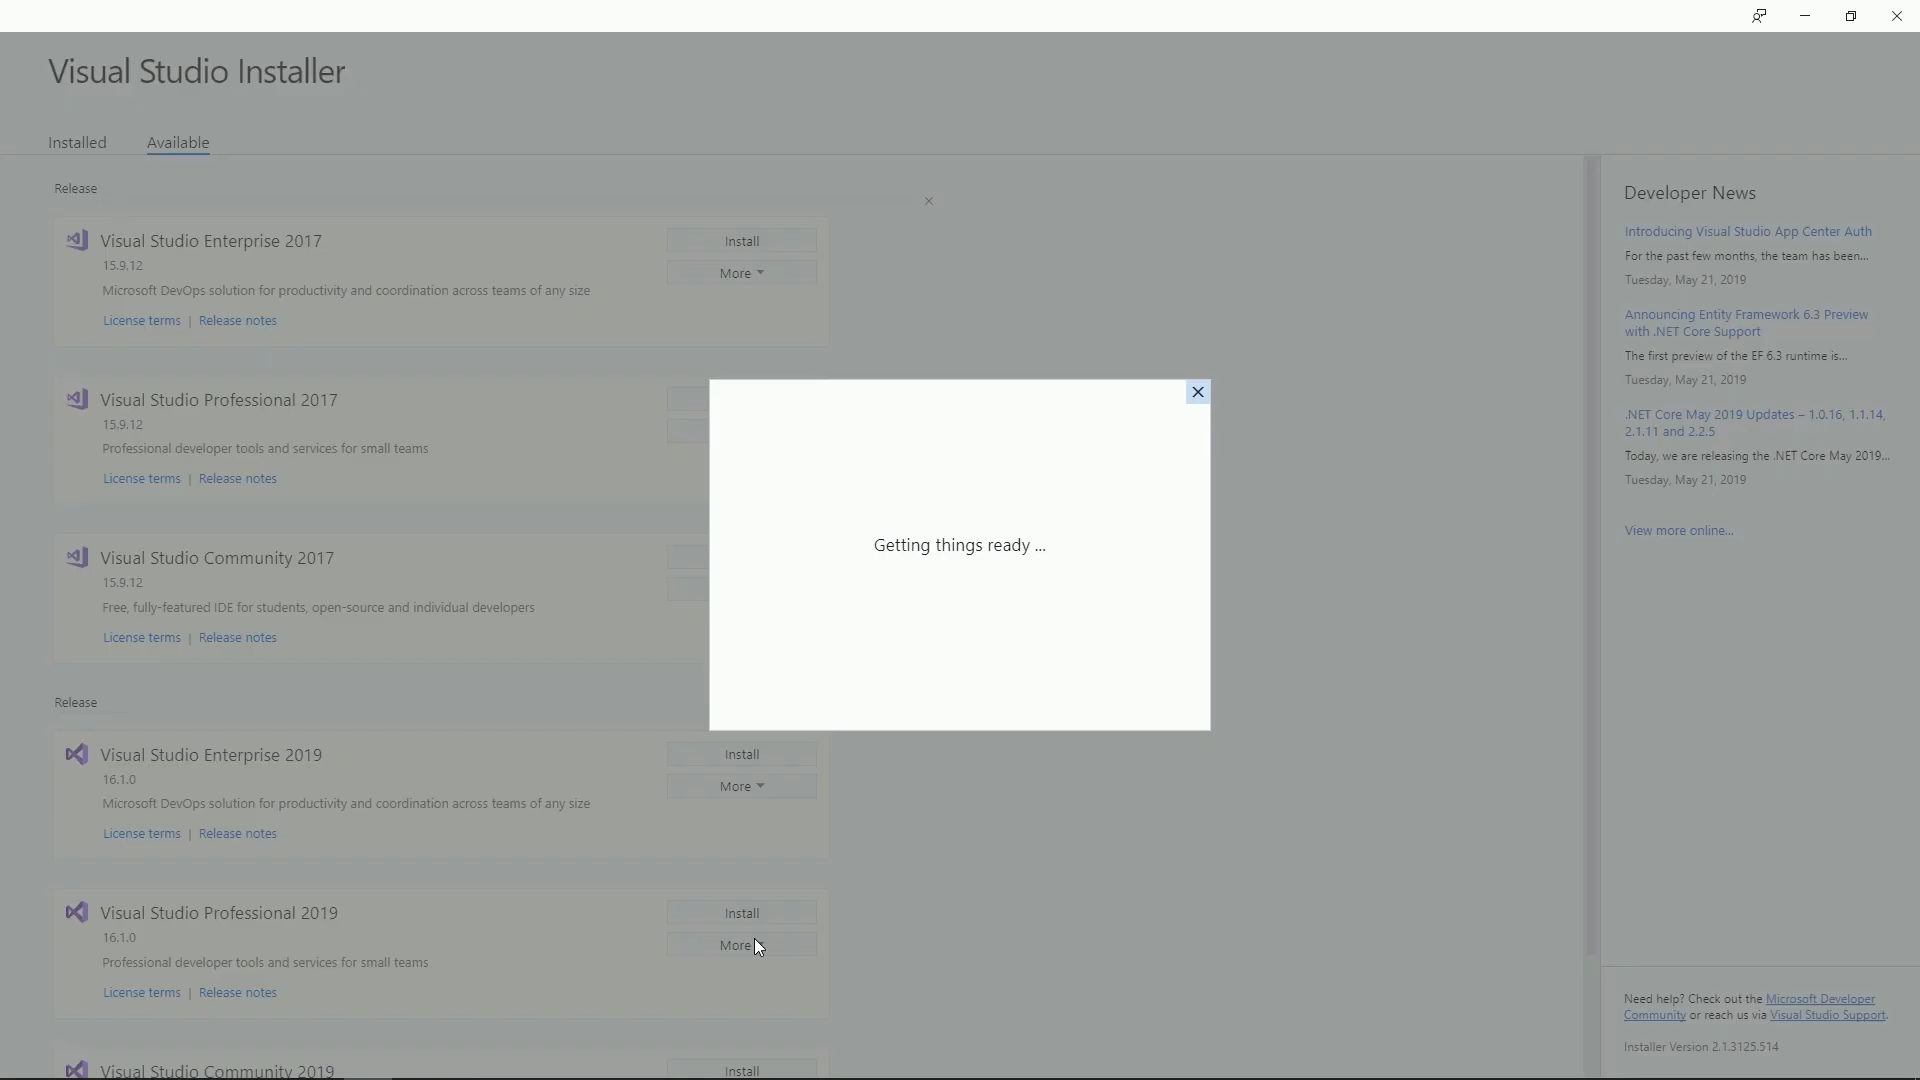 Visual Studio Installer
Installed
Available
Release
Visual Studio Enterprise 2017
Install
15.9.12
More
Microsoft DevOps solution for productivity and coordination across teams of any size
License terms | Release notes
Visual Studio Professional 2017
15.9.12
Professional developer tools and services for small teams
License terms | Release notes
Visual Studio Community 2017
15.9.12
Free, fully-featured IDE for students, open-source and individual developers
License terms | Release notes
Release
Visual Studio Enterprise 2019
Install
16.1.0
More
Microsoft DevOps solution for productivity and coordination across teams of any size
License terms | Release notes
Visual Studio Professional 2019
Install
16.1.0
More
Professional developer tools and services for small teams
License terms | Release notes
Visual Studio Community 2019
Install
Getting things ready ...
Developer News
Introducing Visual Studio App Center Auth
For the past few months, the team has been...
Tuesday, May 21, 2019
Announcing Entity Framework 6.3 Preview
with .NET Core Support
The first preview of the EF 6.3 runtime is...
Tuesday, May 21, 2019
.NET Core May 2019 Updates – 1.0.16, 1.1.14,
2.1.11 and 2.2.5
Today, we are releasing the .NET Core May 2019...
Tuesday, May 21, 2019
View more online...
Need help? Check out the Microsoft Developer
Community or reach us via Visual Studio Support.
Installer Version 2.1.3125.514